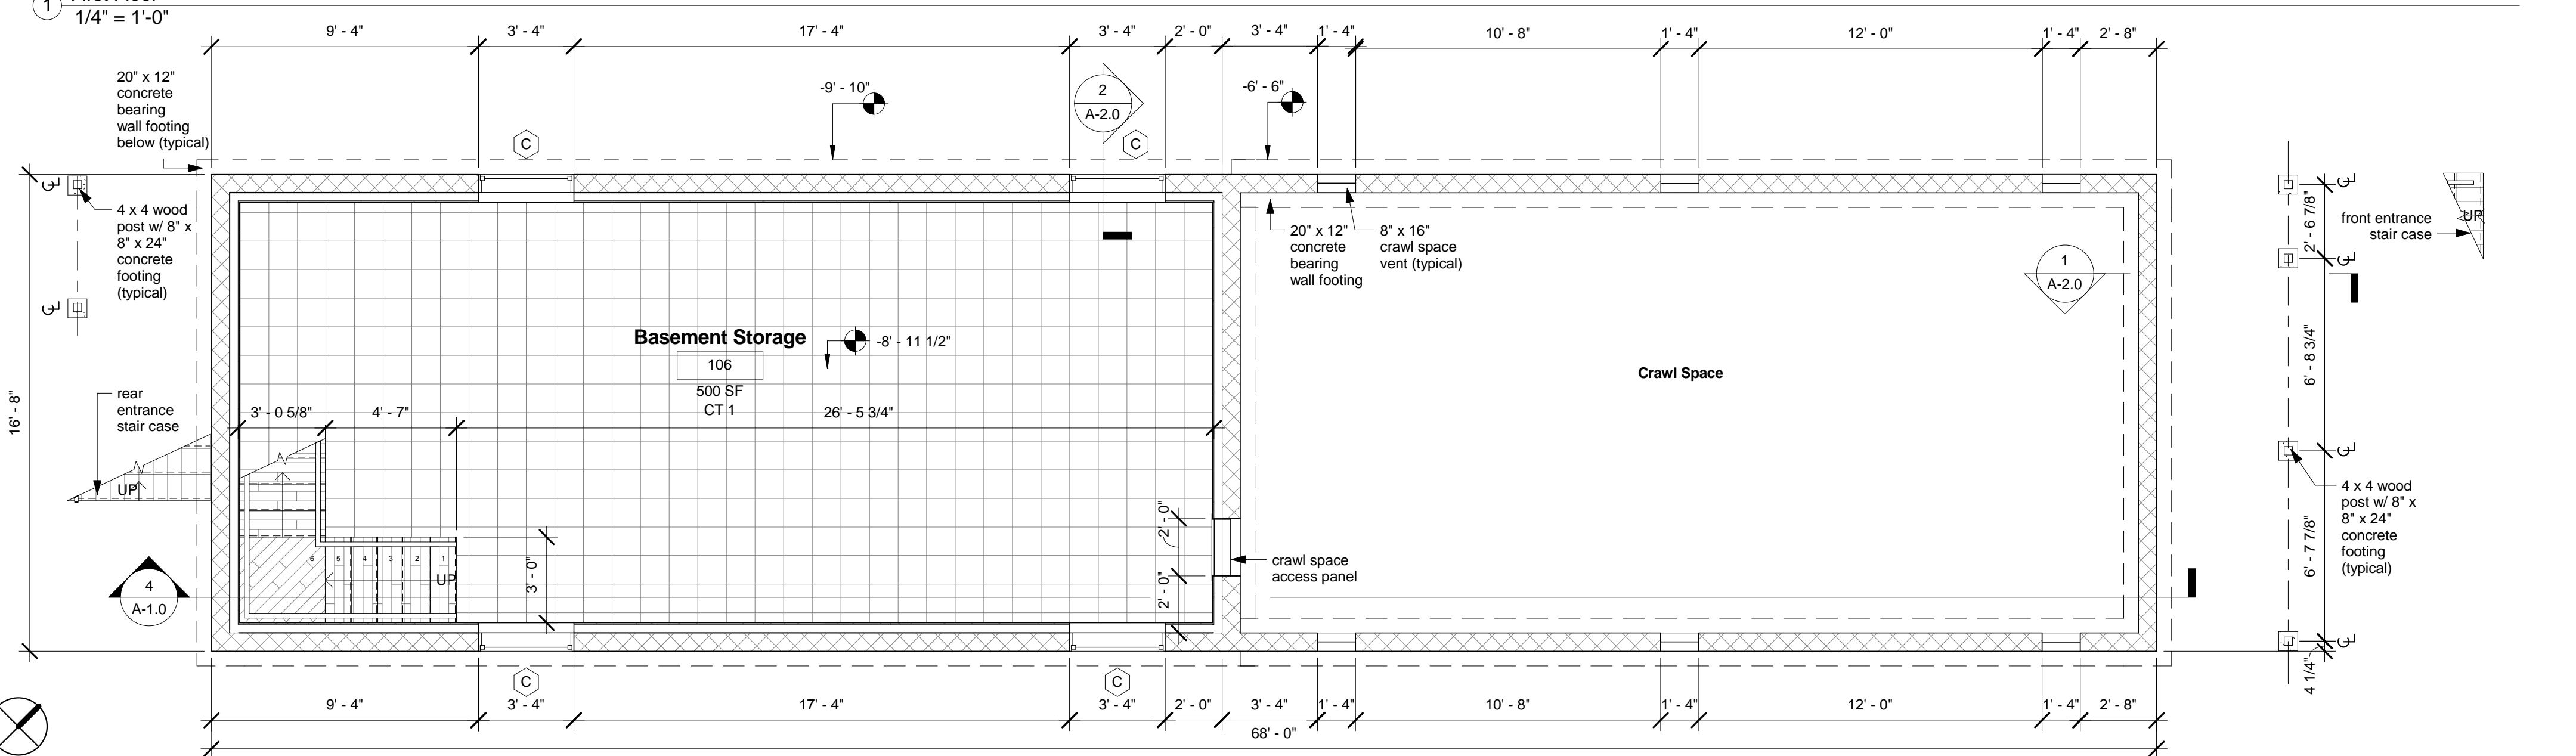 1
1/4" = 1'-0"
9' - 4"
3' - 4"
17' - 4"
3' - 4"
2' - 0"
3' - 4"
1' - 4"
10' - 8"
1' - 4"
12' - 0"
1' - 4"
2' - 8"
20" x 12"
concrete
bearing
wall footing
below (typical)
-9' - 10"
2
A-2.0
-6' - 6"
C
C
4 x 4 wood
post w/ 8" x
8" x 24"
concrete
footing
(typical)
20" x 12"
concrete
bearing
wall footing
8" x 16"
crawl space
vent (typical)
1
A-2.0
2' - 6 7/8"
front entrance
stair case
UP
Basement Storage
106
500 SF
CT 1
-8' - 11 1/2"
Crawl Space
6' - 8 3/4"
16' - 8"
rear
entrance
stair case
UP
3' - 0 5/8"
4' - 7"
26' - 5 3/4"
4 x 4 wood
post w/ 8" x
8" x 24"
concrete
footing
(typical)
2' - 0"
2' - 0"
crawl space
access panel
6 5 4 3 2 1
UP
3' - 0"
6' - 7 7/8"
4
A-1.0
4 1/4"
C
C
9' - 4"
3' - 4"
17' - 4"
3' - 4"
2' - 0"
3' - 4"
1' - 4"
10' - 8"
1' - 4"
12' - 0"
1' - 4"
2' - 8"
68' - 0"